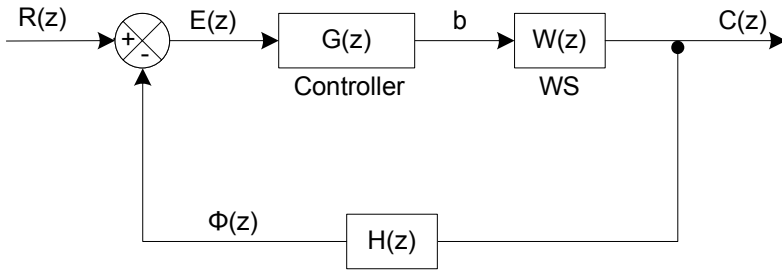 R(z)
+
-
E(z)
G(z)
Controller
b
W(z)
WS
C(z)
Φ(z)
H(z)